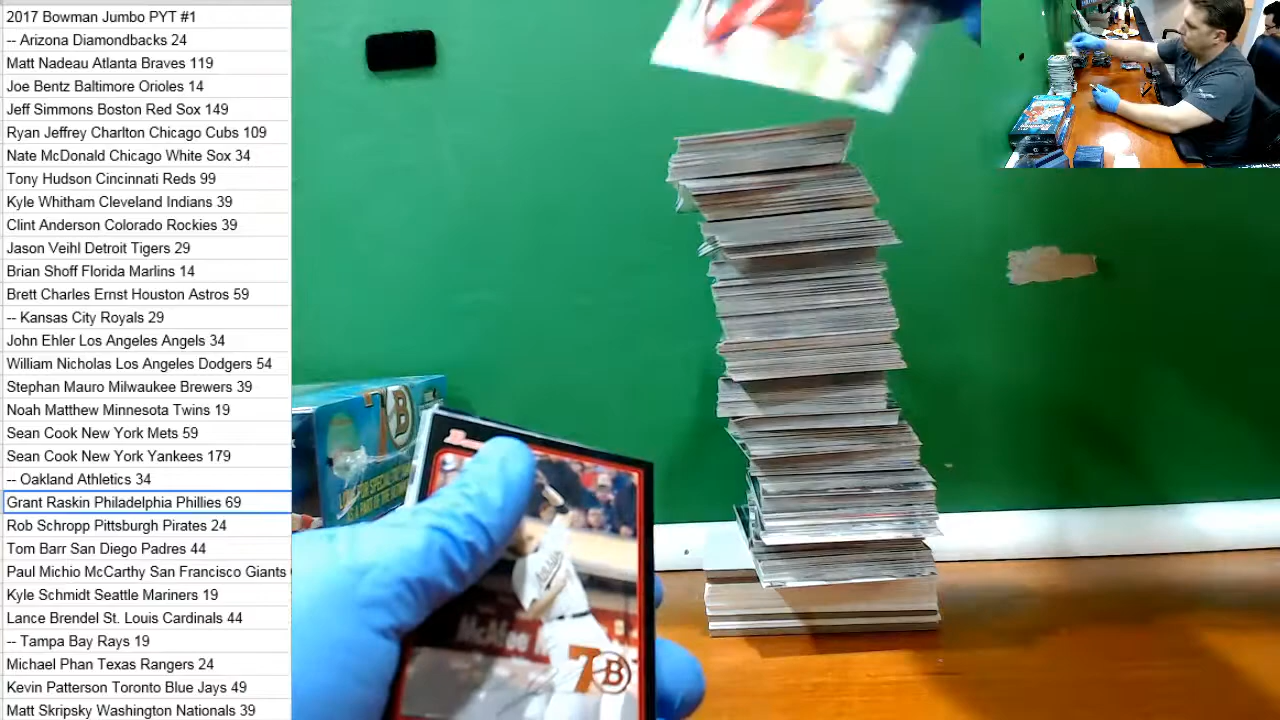 2017 Bowman Jumbo PYT #1
-- Arizona Diamondbacks 24
Matt Nadeau Atlanta Braves 119
Joe Bentz Baltimore Orioles 14
Jeff Simmons Boston Red Sox 149
Ryan Jeffrey Charlton Chicago Cubs 109
Nate McDonald Chicago White Sox 34
Tony Hudson Cincinnati Reds 99
Kyle Whitham Cleveland Indians 39
Clint Anderson Colorado Rockies 39
Jason Veihl Detroit Tigers 29
Brian Shoff Florida Marlins 14
Brett Charles Ernst Houston Astros 59
-- Kansas City Royals 29
John Ehler Los Angeles Angels 34
William Nicholas Los Angeles Dodgers 54
Stephan Mauro Milwaukee Brewers 39
Noah Matthew Minnesota Twins 19
Sean Cook New York Mets 59
Sean Cook New York Yankees 179
-- Oakland Athletics 34
Grant Raskin Philadelphia Phillies 69
Rob Schropp Pittsburgh Pirates 24
Tom Barr San Diego Padres 44
Paul Michio McCarthy San Francisco Giants
Kyle Schmidt Seattle Mariners 19
Lance Brendel St. Louis Cardinals 44
-- Tampa Bay Rays 19
Michael Phan Texas Rangers 24
Kevin Patterson Toronto Blue Jays 49
Matt Skripsky Washington Nationals 39
7B
McAfee
7B